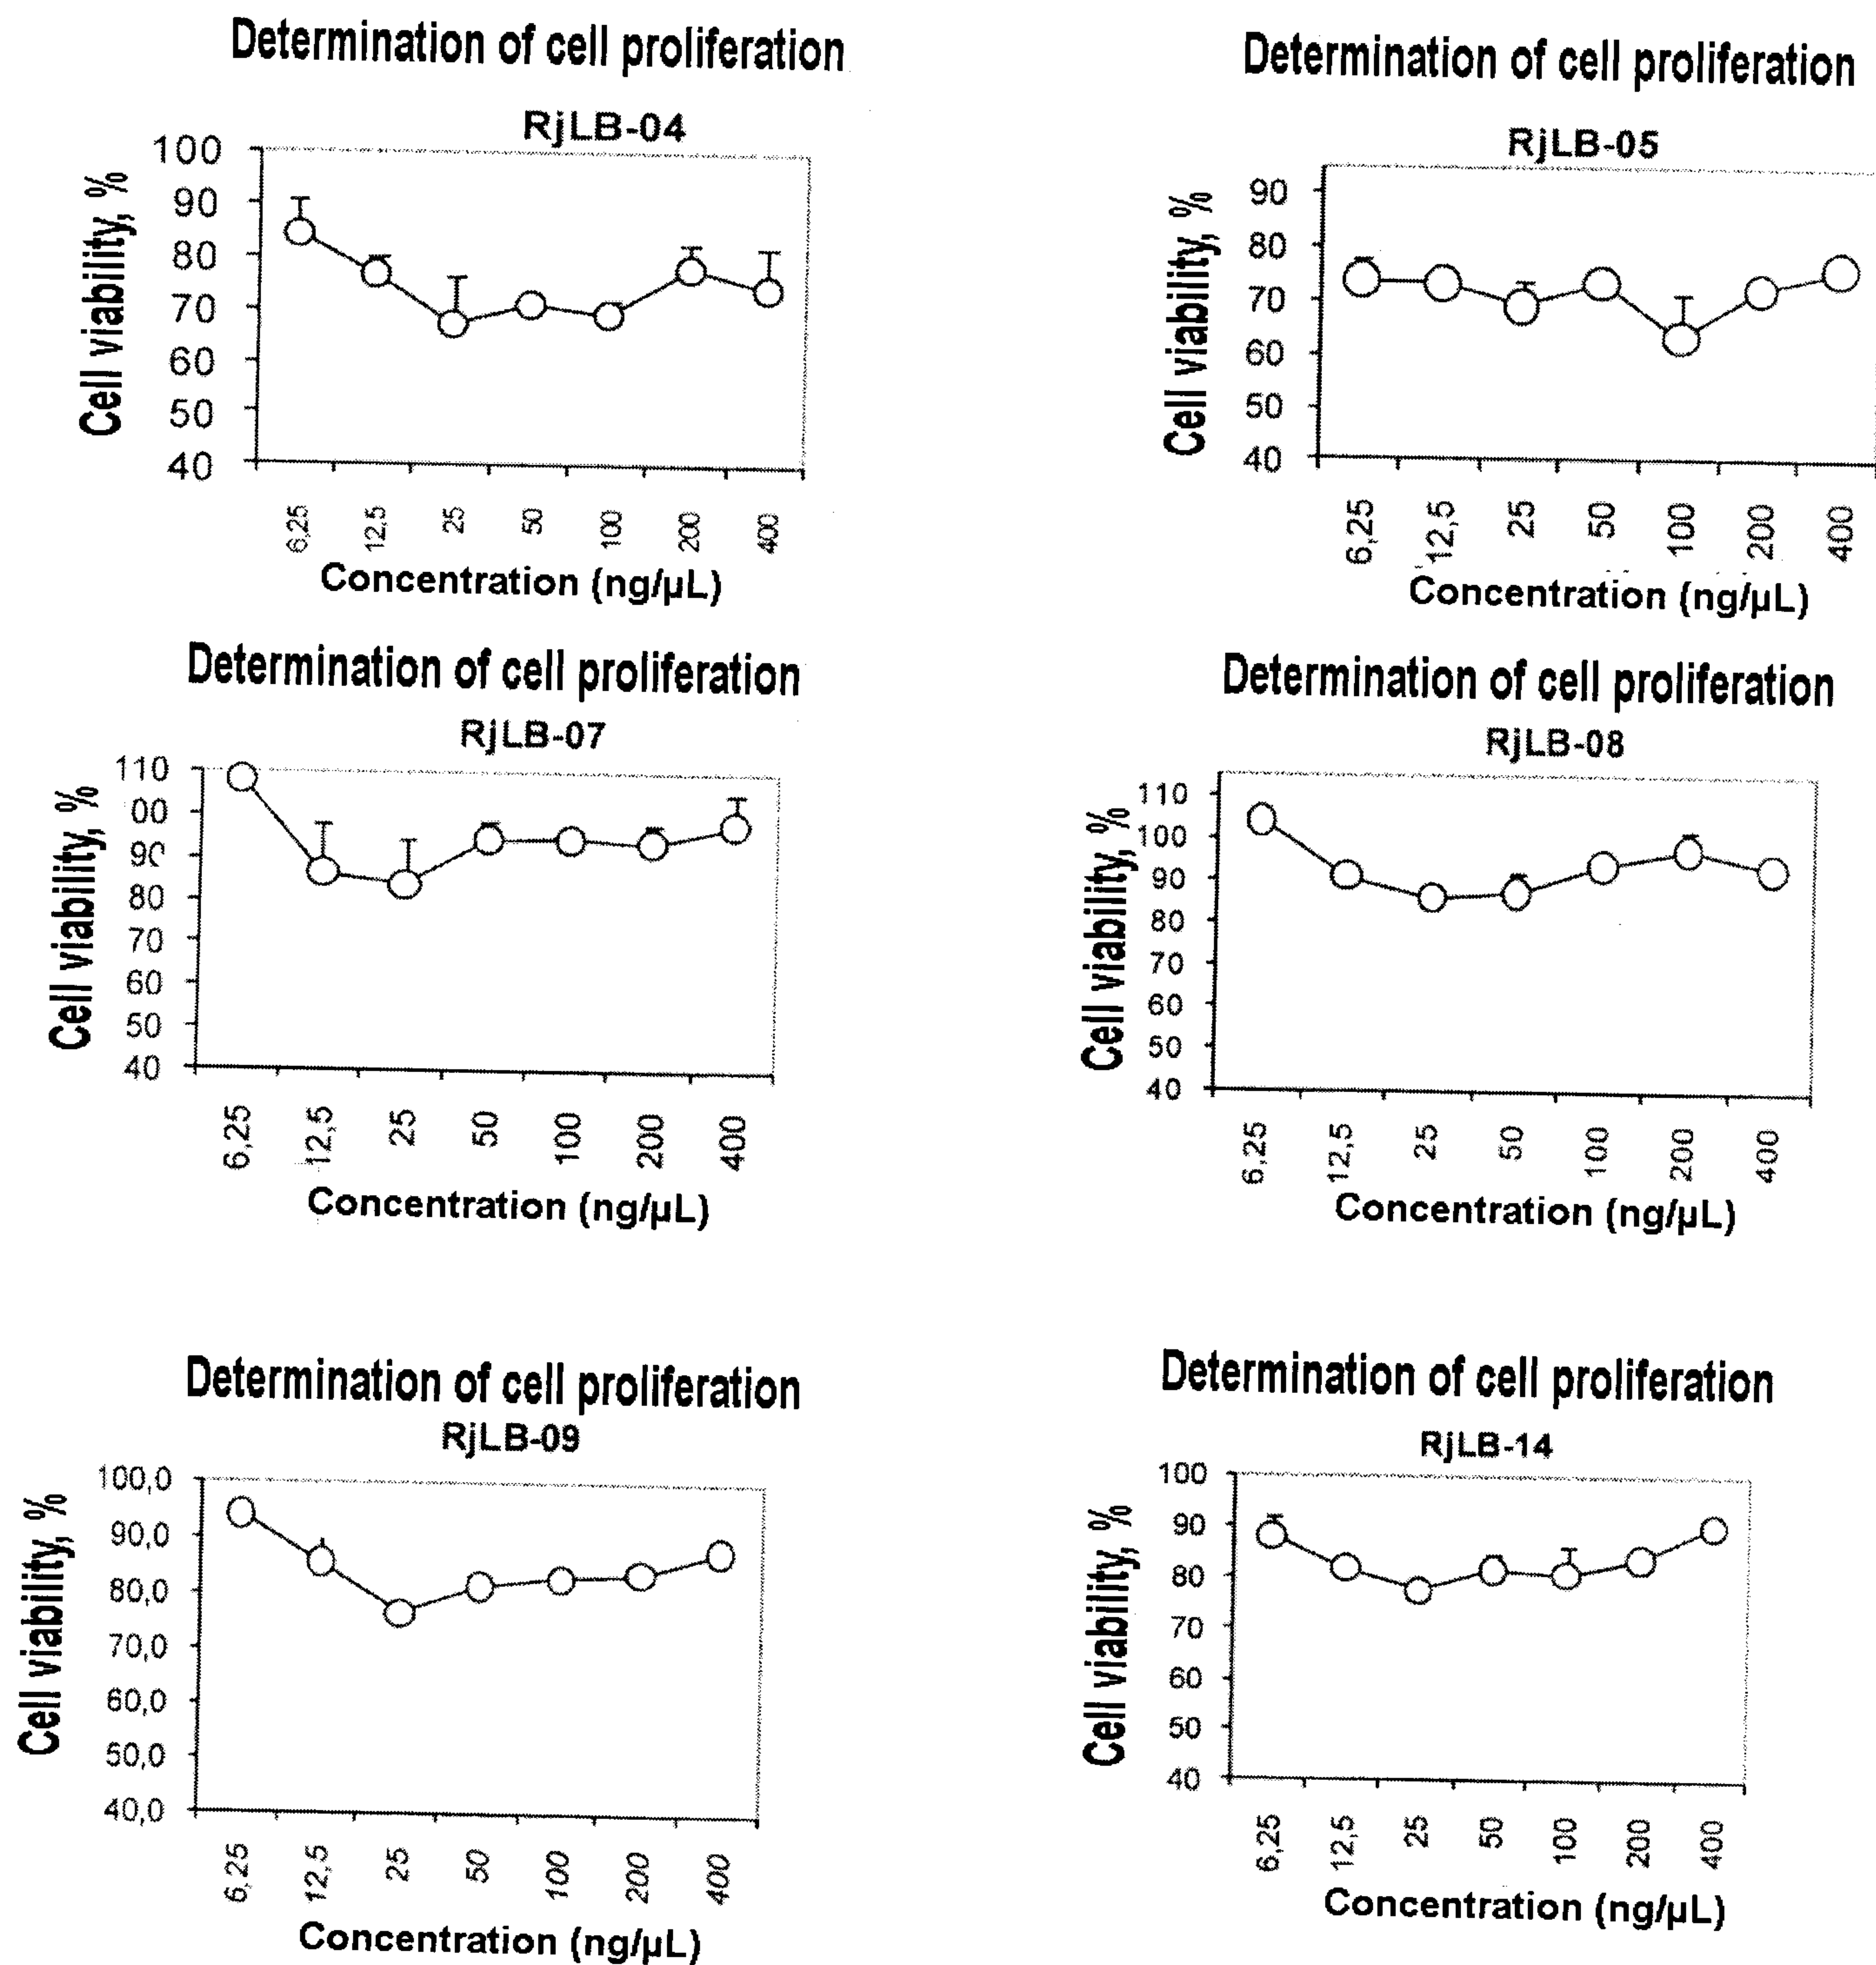 Determination of cell proliferation
RjLB-04
Cell viability, %
100
90
80
70
60
50
40
6,25 12,5 25 50 100 200 400
Concentration (ng/µL)
Determination of cell proliferation
RjLB-05
Cell viability, %
90
80
70
60
50
40
6,25 12,5 25 50 100 200 400
Concentration (ng/µL)
Determination of cell proliferation
RjLB-07
Cell viability, %
110
00
90
80
70
60
50
40
6,25 12,5 25 50 100 200 400
Concentration (ng/µL)
Determination of cell proliferation
RjLB-08
Cell viability, %
110
100
90
80
70
60
50
40
6,25 12,5 25 50 100 200 400
Concentration (ng/µL)
Determination of cell proliferation
RjLB-09
Cell viability, %
100,0
90,0
80,0
70,0
60,0
50,0
40,0
6,25 12,5 25 50 100 200 400
Concentration (ng/µL)
Determination of cell proliferation
RjLB-14
Cell viability, %
100
90
80
70
60
50
40
6,25 12,5 25 50 100 200 400
Concentration (ng/µL)